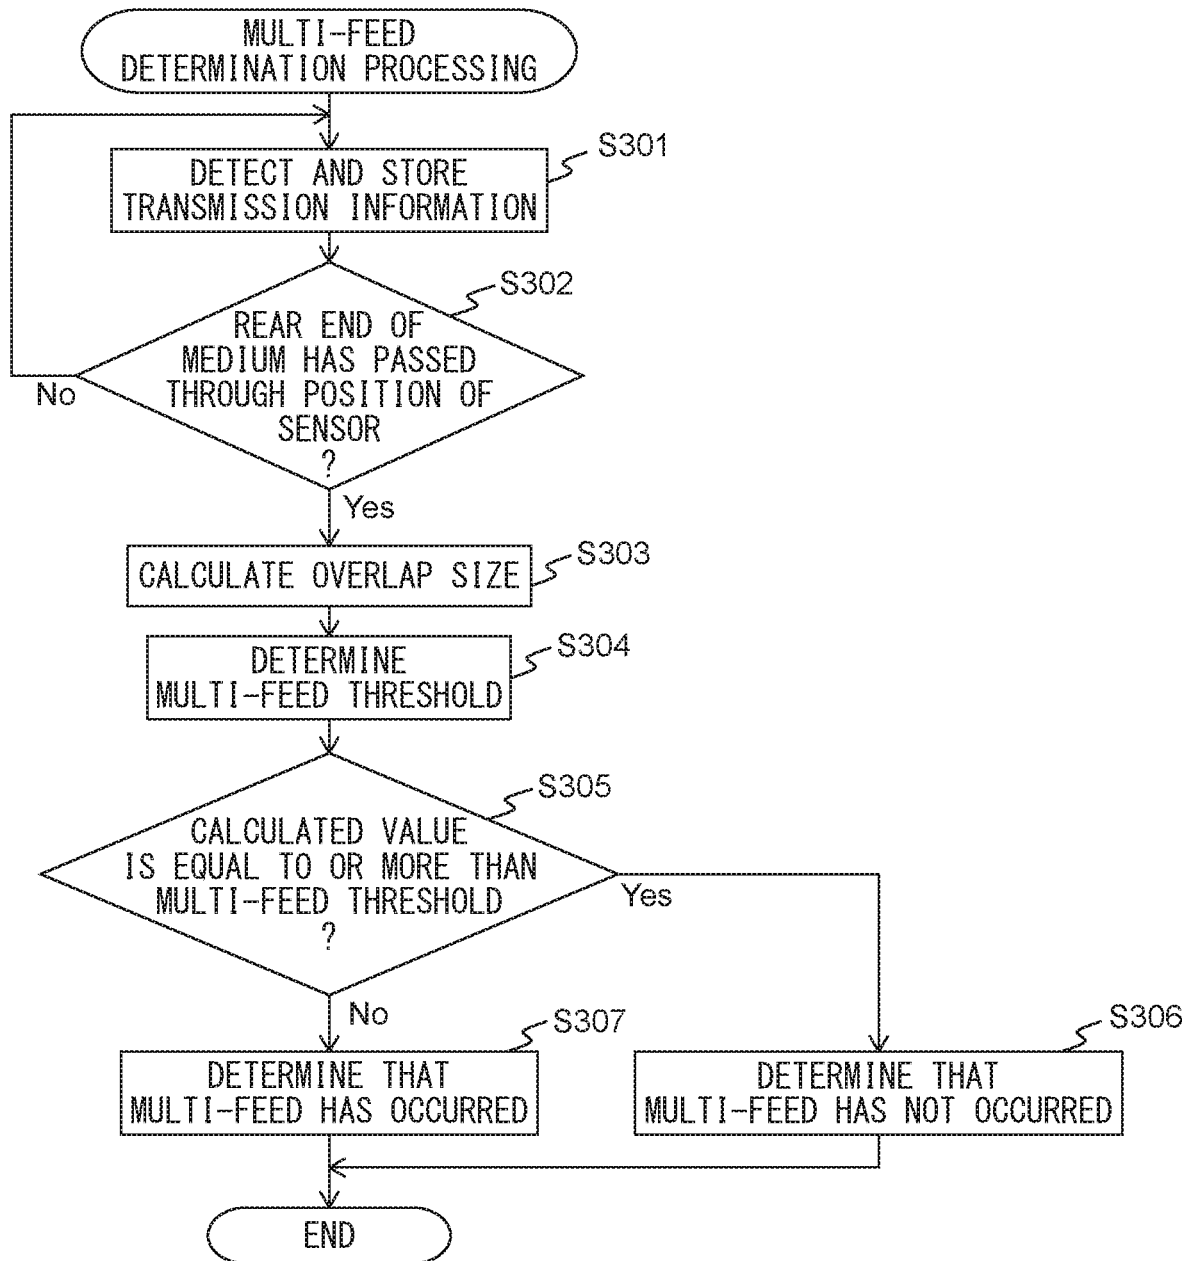 MULTI-FEED
DETERMINATION PROCESSING
S301
DETECT AND STORE
TRANSMISSION INFORMATION
S302
REAR END OF
MEDIUM HAS PASSED
THROUGH POSITION OF
SENSOR
?
No
Yes
S303
CALCULATE OVERLAP SIZE
S304
DETERMINE
MULTI-FEED THRESHOLD
S305
CALCULATED VALUE
IS EQUAL TO OR MORE THAN
MULTI-FEED THRESHOLD
?
Yes
No
S307
DETERMINE THAT
MULTI-FEED HAS OCCURRED
S306
DETERMINE THAT
MULTI-FEED HAS NOT OCCURRED
END